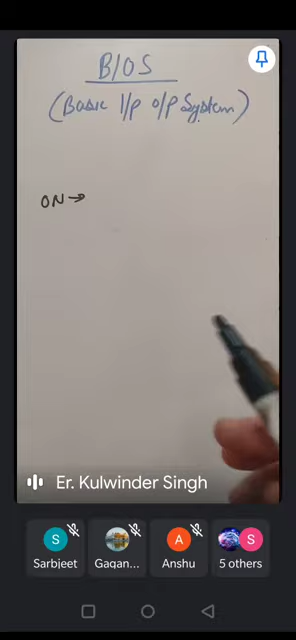 BIOS
(Basic I/p o/p System)
ON →
Er. Kulwinder Singh
S
A
S
Sarbjeet
Gagan...
Anshu
5 others